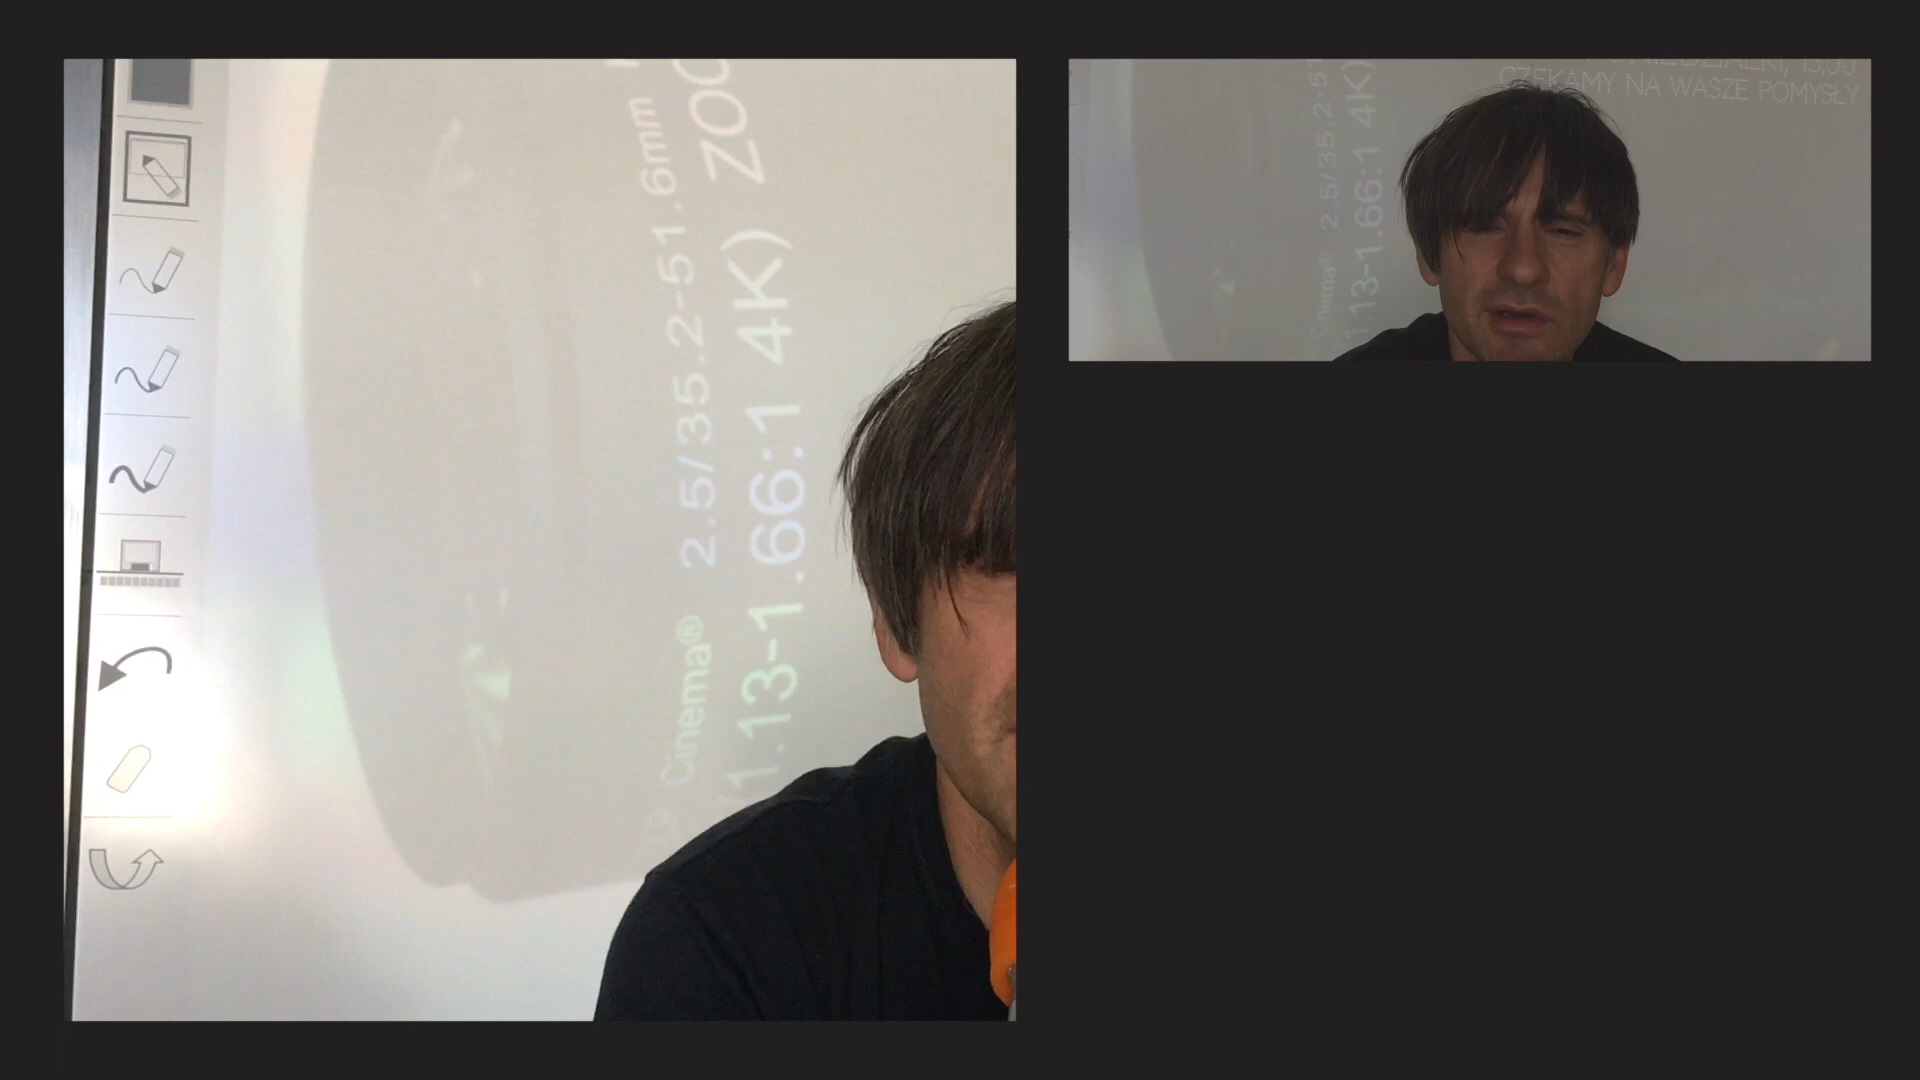 Cinema® 2.5/35.2-51.6mm
1.13-1.66:1 4K) ZOO
Cinema® 2.5/35.2-51
1.13-1.66:1 4K)
CZEKAMY NA WASZE POMYSŁY